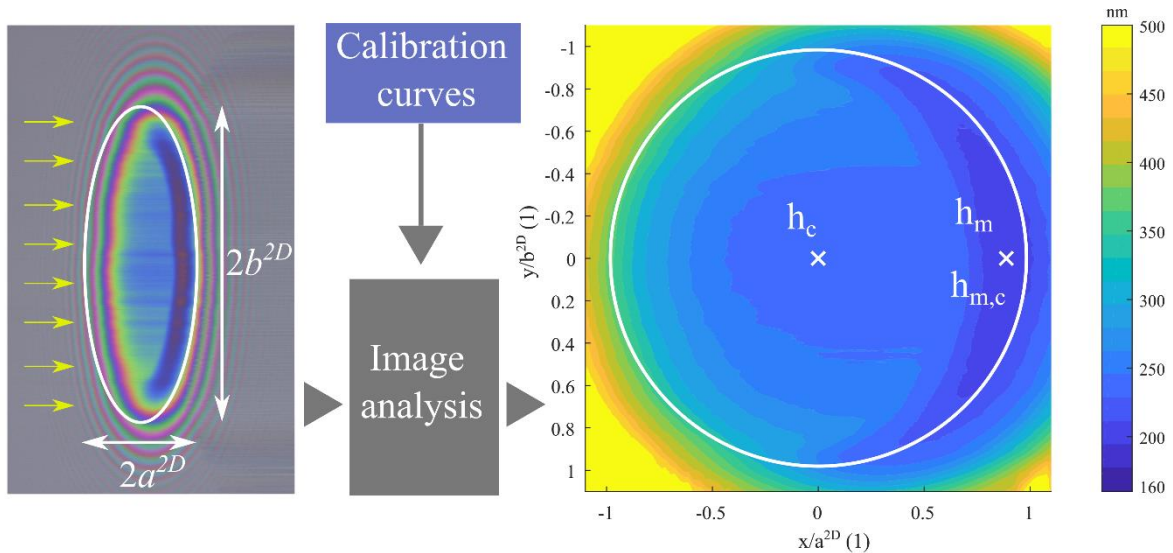 Calibration
curves
2b^{2D}
2a^{2D}
Image
analysis
-1
-0.8
-0.6
-0.4
-0.2
0
0.2
0.4
0.6
0.8
1
y/b^{2D} (1)
h_c
h_m
h_{m,c}
-1
-0.5
0
0.5
1
x/a^{2D} (1)
nm
500
450
400
350
300
250
200
160